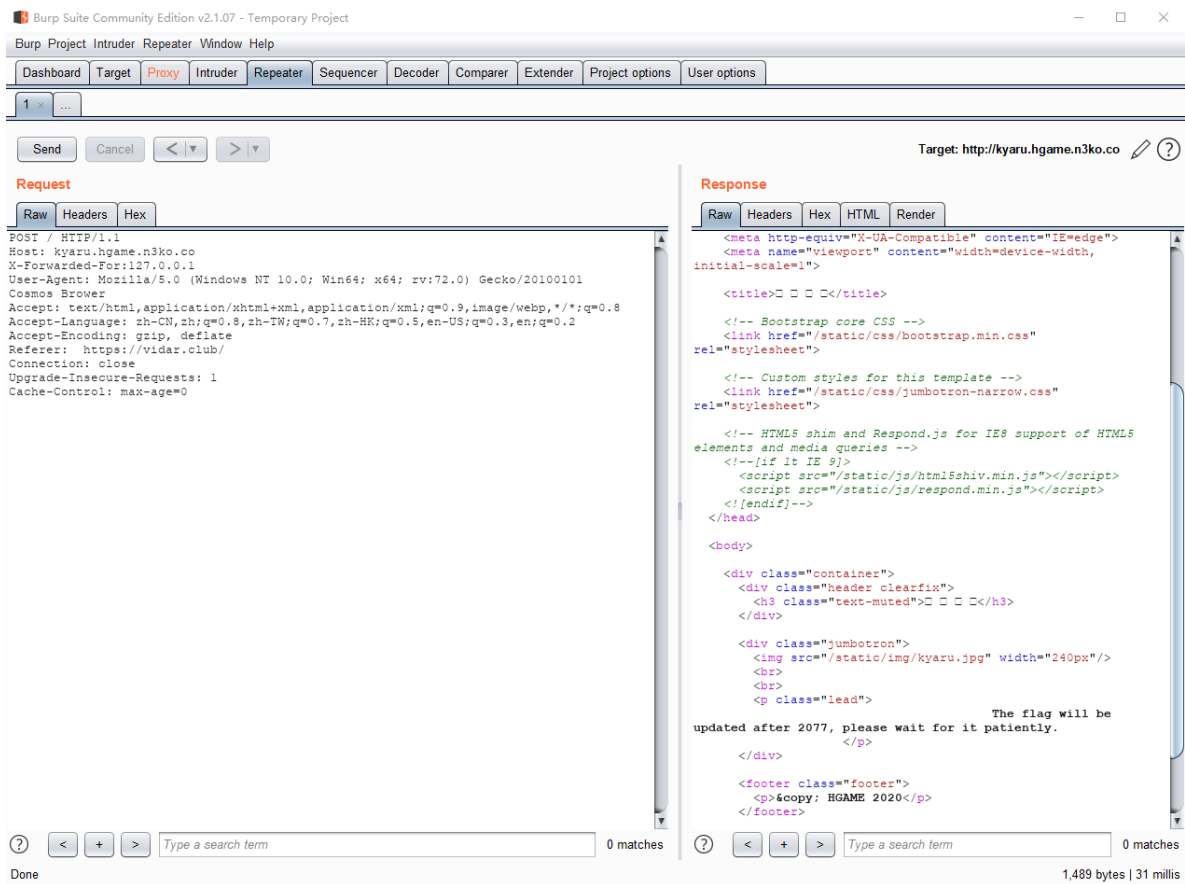 Burp Suite Community Edition v2.1.07 - Temporary Project
Burp Project Intruder Repeater Window Help
Dashboard Target Proxy Intruder Repeater Sequencer Decoder Comparer Extender Project options User options
1 × ...
Send Cancel < | ▼ > | ▼ Target: http://kyaru.hgame.n3ko.co ?
Request
Raw Headers Hex
POST / HTTP/1.1
Host: kyaru.hgame.n3ko.co
X-Forwarded-For:127.0.0.1
User-Agent: Mozilla/5.0 (Windows NT 10.0; Win64; x64; rv:72.0) Gecko/20100101
Cosmos Brower
Accept: text/html,application/xhtml+xml,application/xml;q=0.9,image/webp,*/*;q=0.8
Accept-Language: zh-CN,zh;q=0.8,zh-TW;q=0.7,zh-HK;q=0.5,en-US;q=0.3,en;q=0.2
Accept-Encoding: gzip, deflate
Referer:  https://vidar.club/
Connection: close
Upgrade-Insecure-Requests: 1
Cache-Control: max-age=0
? < + > Type a search term 0 matches
Response
Raw Headers Hex HTML Render
<meta http-equiv="X-UA-Compatible" content="IE=edge">
<meta name="viewport" content="width=device-width,
initial-scale=1">
<title>□ □ □ □</title>
<!-- Bootstrap core CSS -->
<link href="/static/css/bootstrap.min.css"
rel="stylesheet">
<!-- Custom styles for this template -->
<link href="/static/css/jumbotron-narrow.css"
rel="stylesheet">
<!-- HTML5 shim and Respond.js for IE8 support of HTML5
elements and media queries -->
<!--[if lt IE 9]>
<script src="/static/js/html5shiv.min.js"></script>
<script src="/static/js/respond.min.js"></script>
<![endif]-->
</head>
<body>
<div class="container">
<div class="header clearfix">
<h3 class="text-muted">□ □ □ □</h3>
</div>
<div class="jumbotron">
<img src="/static/img/kyaru.jpg" width="240px"/>
<br>
<br>
<p class="lead">
The flag will be
updated after 2077, please wait for it patiently.
</p>
</div>
<footer class="footer">
<p>&copy; HGAME 2020</p>
</footer>
? < + > Type a search term 0 matches
Done 1,489 bytes | 31 millis